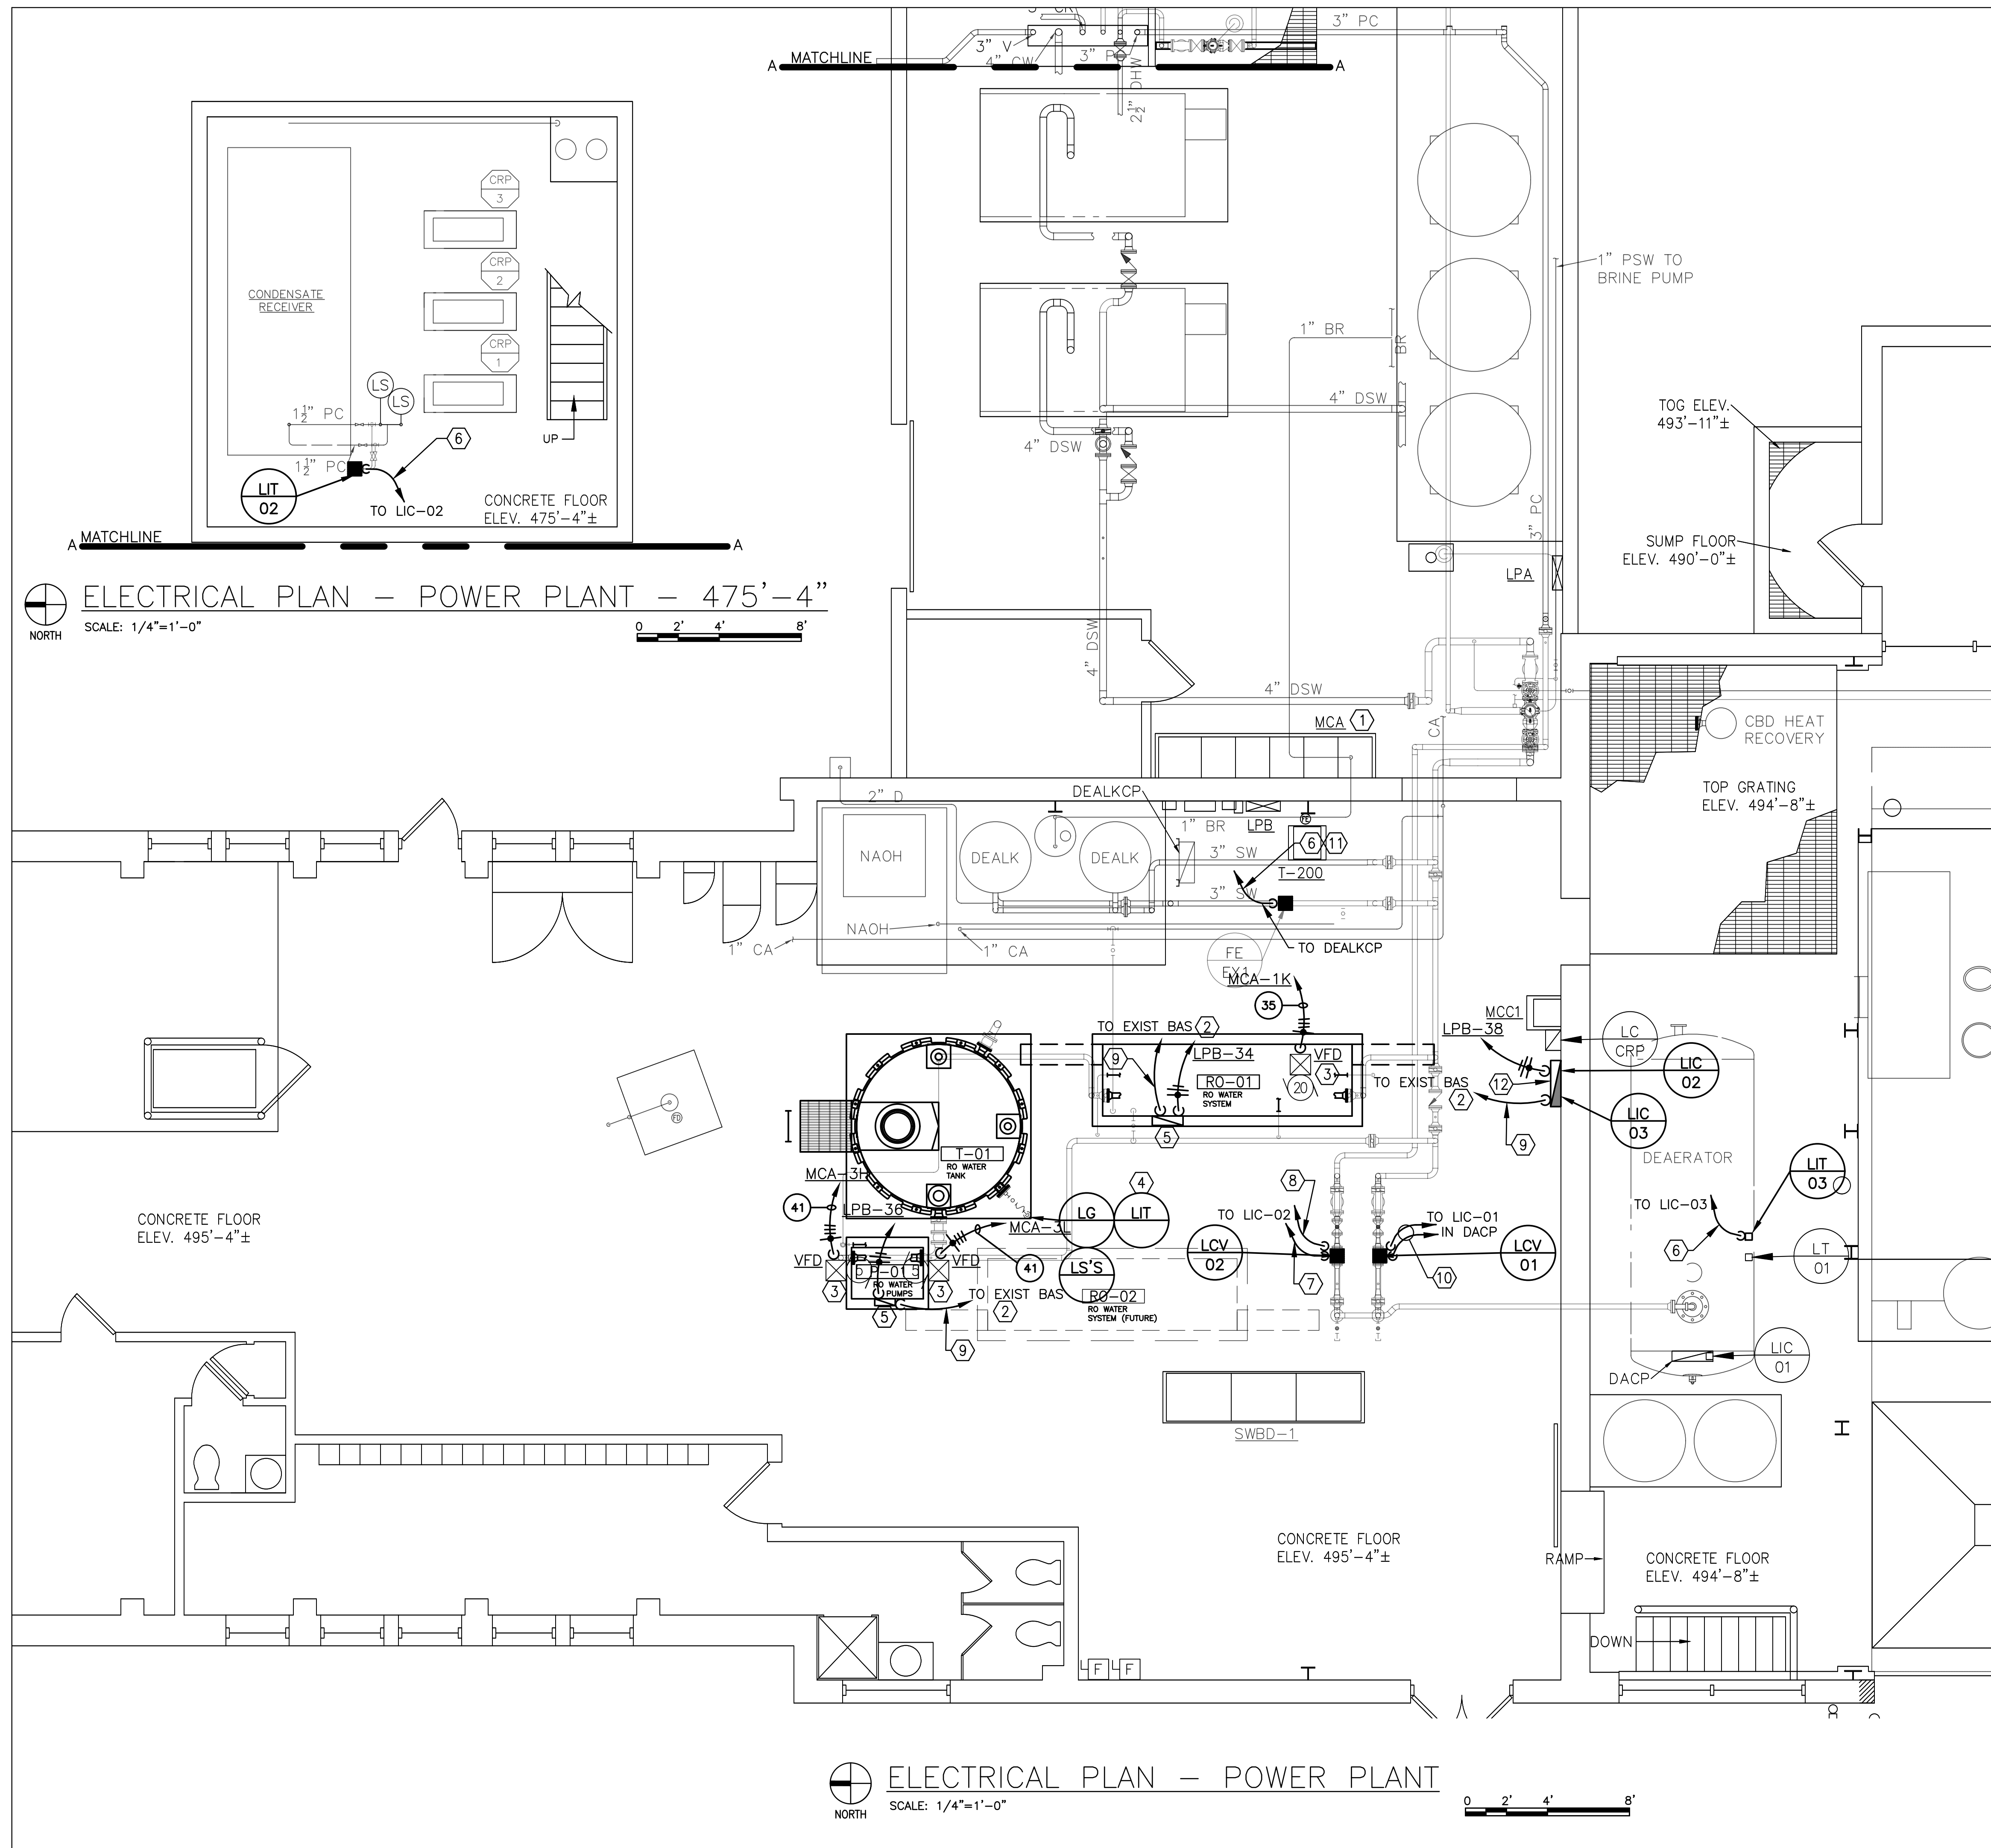 3" CR
3" PC
3" V
4" CW
3" P
2½" DHW
A MATCHLINE A
CRP
3
CRP
2
CRP
1
CONDENSATE
RECEIVER
LS
LS
1½" PC
1½" PC
6
UP
LIT
02
TO LIC-02
CONCRETE FLOOR
ELEV. 475'-4"±
A MATCHLINE A
ELECTRICAL PLAN - POWER PLANT - 475'-4"
NORTH
SCALE: 1/4"=1'-0"
0 2' 4' 8'
1" PSW TO
BRINE PUMP
1" BR
BR
4" DSW
4" DSW
3" PC
TOG ELEV.
493'-11"±
SUMP FLOOR
ELEV. 490'-0"±
LPA
4" DSW
4" DSW
MCA 1
CA
CBD HEAT
RECOVERY
TOP GRATING
ELEV. 494'-8"±
DEALKCP
2" D
1" BR
LPB
FE
NAOH
DEALK
DEALK
3" SW
6 11
T-200
3" SW
NAOH
1" CA
1" CA
TO DEALKCP
FE
EX1
MCA-1K
35
TO EXIST BAS 2
9
LPB-34
VFD
3
RO-01
RO WATER
SYSTEM
20
5
MCC1
LPB-38
LC
CRP
LIC
02
12
TO EXIST BAS
2
LIC
03
9
DEAERATOR
FD
T-01
RO WATER
TANK
MCA-3H
41
LPB-36
4
LG
LIT
MCA-3L
LS'S
41
VFD
VFD
3
3
5
P-01
5
RO WATER
PUMPS
5
TO EXIST BAS
2
9
RO-02
RO WATER
SYSTEM (FUTURE)
8
TO LIC-02
LCV
02
7
TO LIC-01
IN DACP
LCV
01
10
LIT
03
TO LIC-03
6
LT
01
LIC
01
DACP
CONCRETE FLOOR
ELEV. 495'-4"±
SWBD-1
CONCRETE FLOOR
ELEV. 495'-4"±
RAMP
CONCRETE FLOOR
ELEV. 494'-8"±
DOWN
F
F
ELECTRICAL PLAN - POWER PLANT
NORTH
SCALE: 1/4"=1'-0"
0 2' 4' 8'